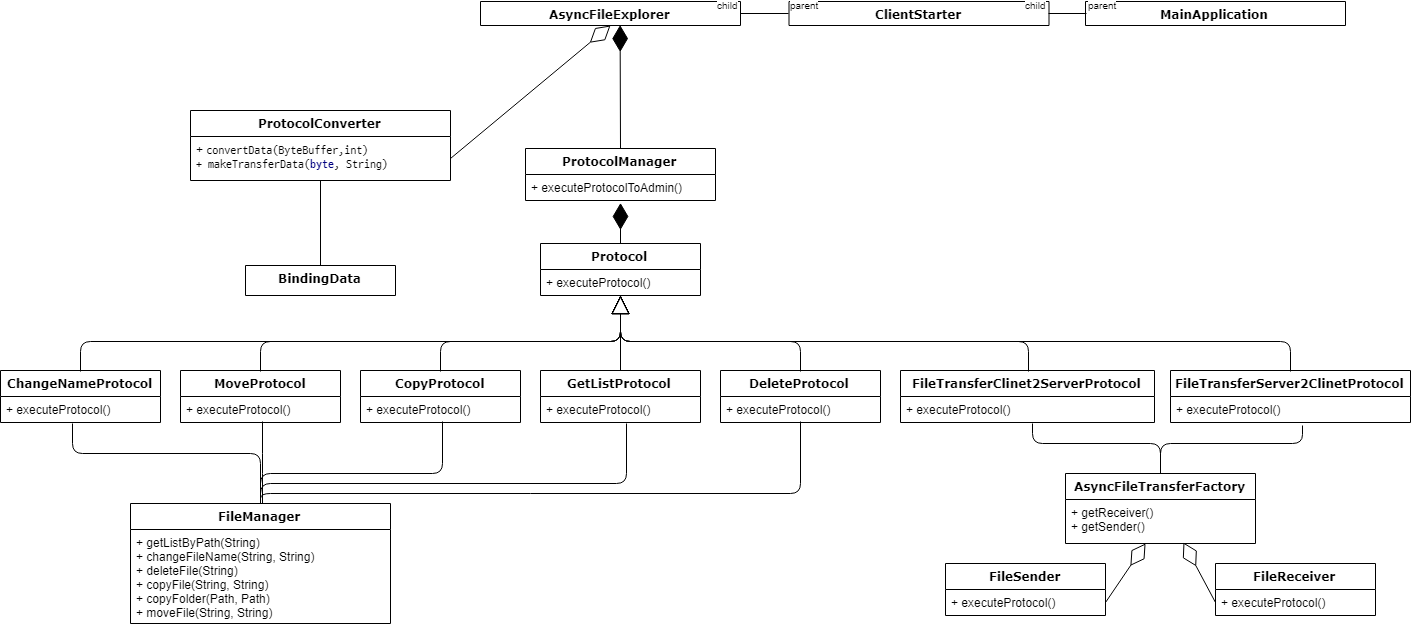 AsyncFileExplorer
child
parent
ClientStarter
child
parent
MainApplication
ProtocolConverter
+ convertData(ByteBuffer,int)
+ makeTransferData(byte, String)
ProtocolManager
+ executeProtocolToAdmin()
Protocol
+ executeProtocol()
BindingData
ChangeNameProtocol
+ executeProtocol()
MoveProtocol
+ executeProtocol()
CopyProtocol
+ executeProtocol()
GetListProtocol
+ executeProtocol()
DeleteProtocol
+ executeProtocol()
FileTransferClinet2ServerProtocol
+ executeProtocol()
FileTransferServer2ClinetProtocol
+ executeProtocol()
FileManager
+ getListByPath(String)
+ changeFileName(String, String)
+ deleteFile(String)
+ copyFile(String, String)
+ copyFolder(Path, Path)
+ moveFile(String, String)
AsyncFileTransferFactory
+ getReceiver()
+ getSender()
FileSender
+ executeProtocol()
FileReceiver
+ executeProtocol()